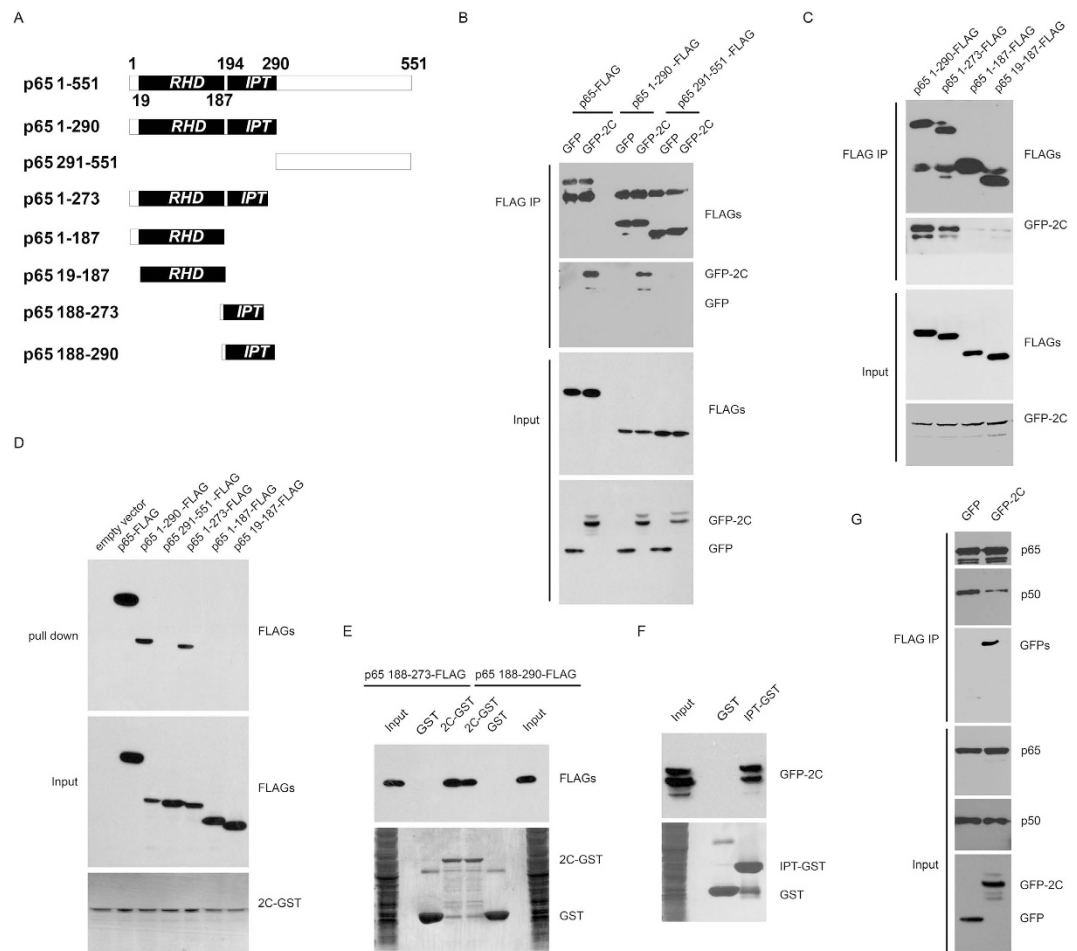 A
1 194 290 551
p65 1-551 RHD IPT
19 187
p65 1-290 RHD IPT
p65 291-551
p65 1-273 RHD IPT
p65 1-187 RHD
p65 19-187 RHD
p65 188-273 IPT
p65 188-290 IPT
B
p65-FLAG
p65 1-290-FLAG
p65 291-551 -FLAG
GFP
GFP-2C
GFP
GFP-2C
GFP
GFP-2C
FLAG IP
FLAGs
GFP-2C
GFP
Input
FLAGs
GFP-2C
GFP
C
p65 1-290-FLAG
p65 1-273-FLAG
p65 1-187-FLAG
p65 19-187-FLAG
FLAG IP
FLAGs
GFP-2C
Input
FLAGs
GFP-2C
D
empty vector
p65-FLAG
p65 1-290-FLAG
p65 291-551 -FLAG
p65 1-273-FLAG
p65 1-187-FLAG
p65 19-187-FLAG
pull down
FLAGs
Input
FLAGs
2C-GST
E
p65 188-273-FLAG
p65 188-290-FLAG
Input
GST
2C-GST
2C-GST
GST
Input
FLAGs
2C-GST
GST
F
Input
GST
IPT-GST
GFP-2C
IPT-GST
GST
G
GFP
GFP-2C
FLAG IP
p65
p50
GFPs
Input
p65
p50
GFP-2C
GFP